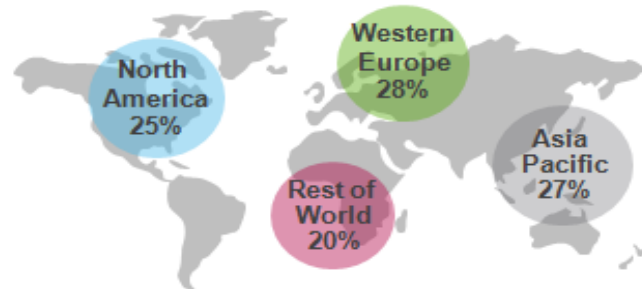 North
America
25%
Western
Europe
28%
Asia
Pacific
27%
Rest of
World
20%